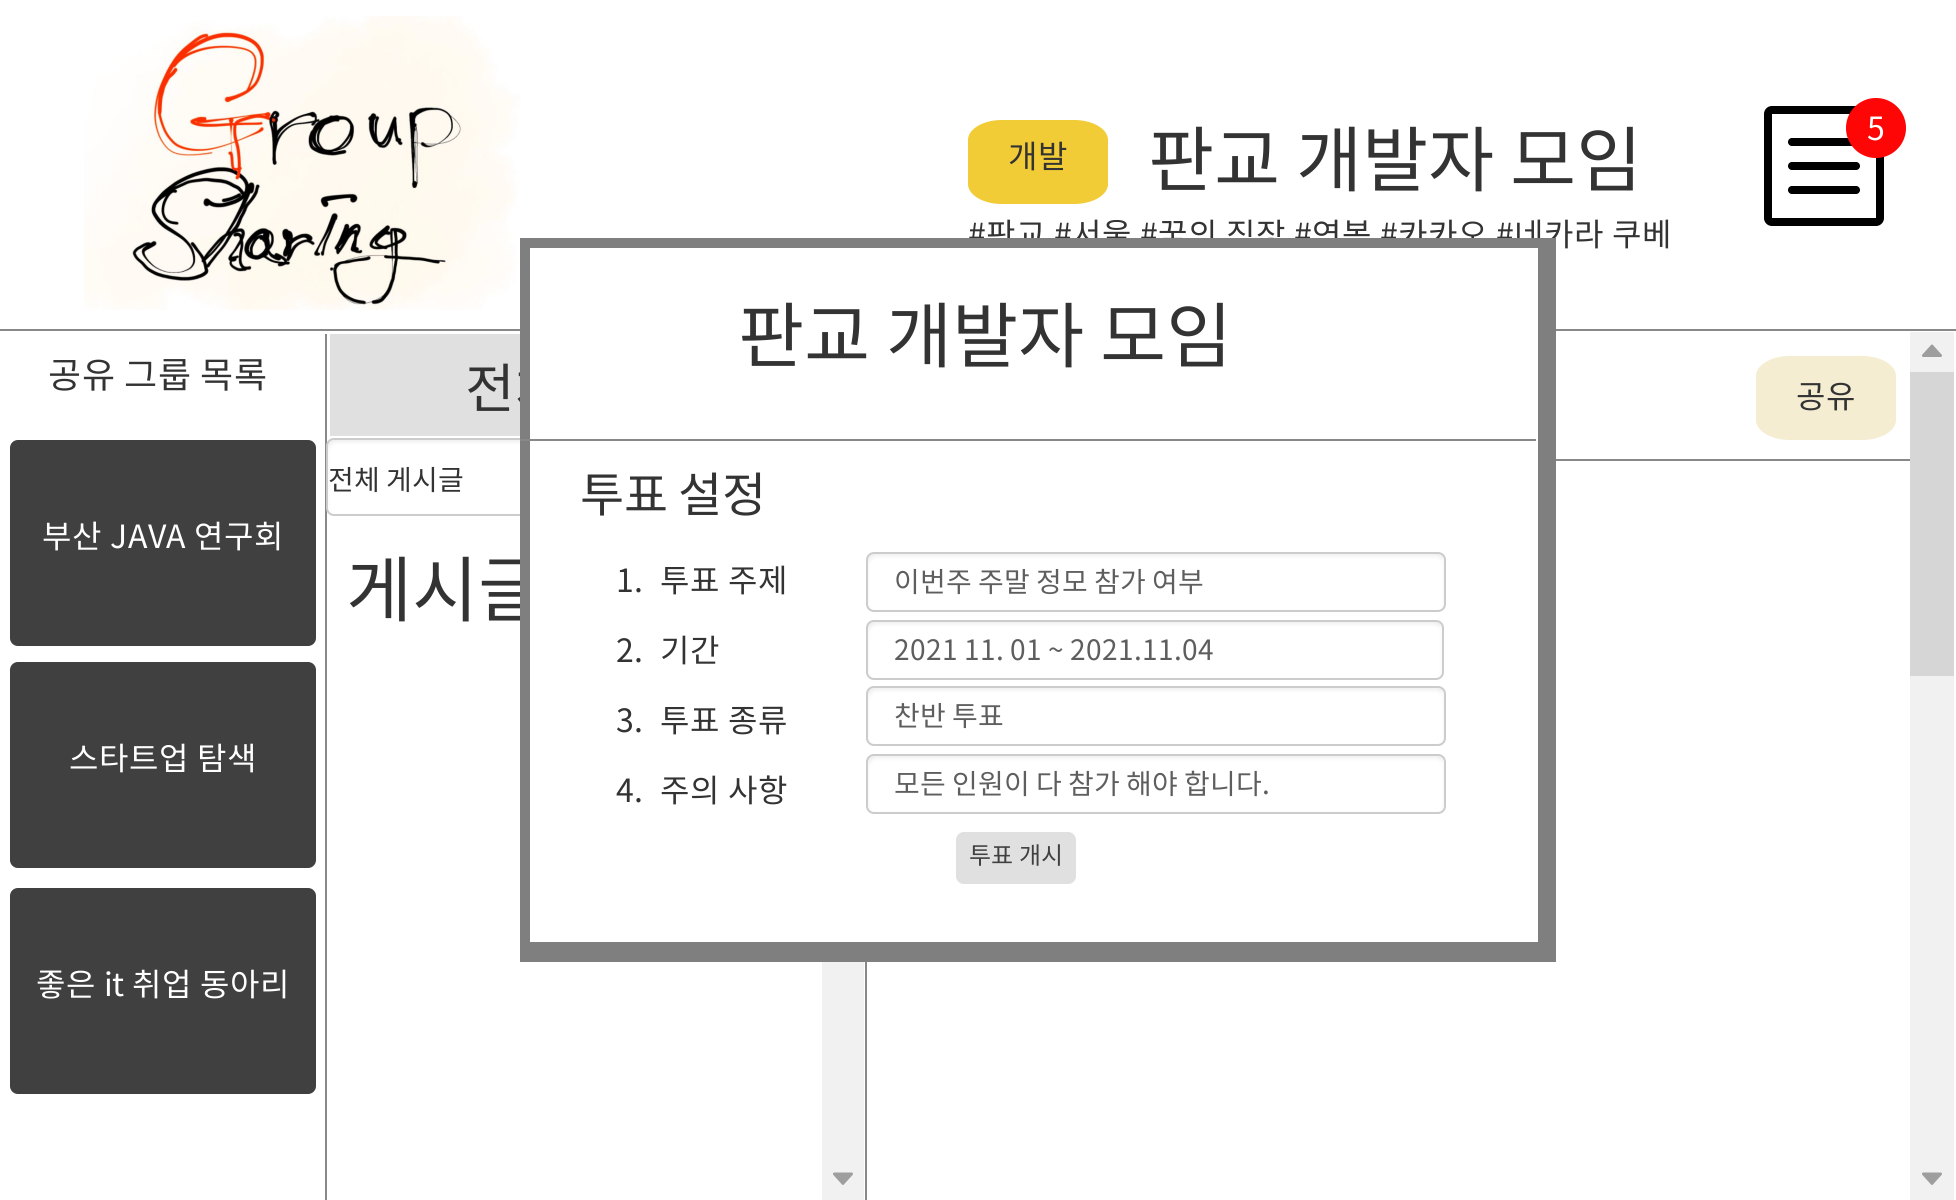 Group
Sharing
개발
판교 개발자 모임
5
#판교 #서울 #꿈의 직장 #연봉 #카카오 #네카라 쿠베
공유 그룹 목록
부산 JAVA 연구회
스타트업 탐색
좋은 it 취업 동아리
전체 게시글
게시글
공유
판교 개발자 모임
투표 설정
1. 투표 주제 이번주 주말 정모 참가 여부
2. 기간 2021 11. 01 ~ 2021.11.04
3. 투표 종류 찬반 투표
4. 주의 사항 모든 인원이 다 참가 해야 합니다.
투표 개시